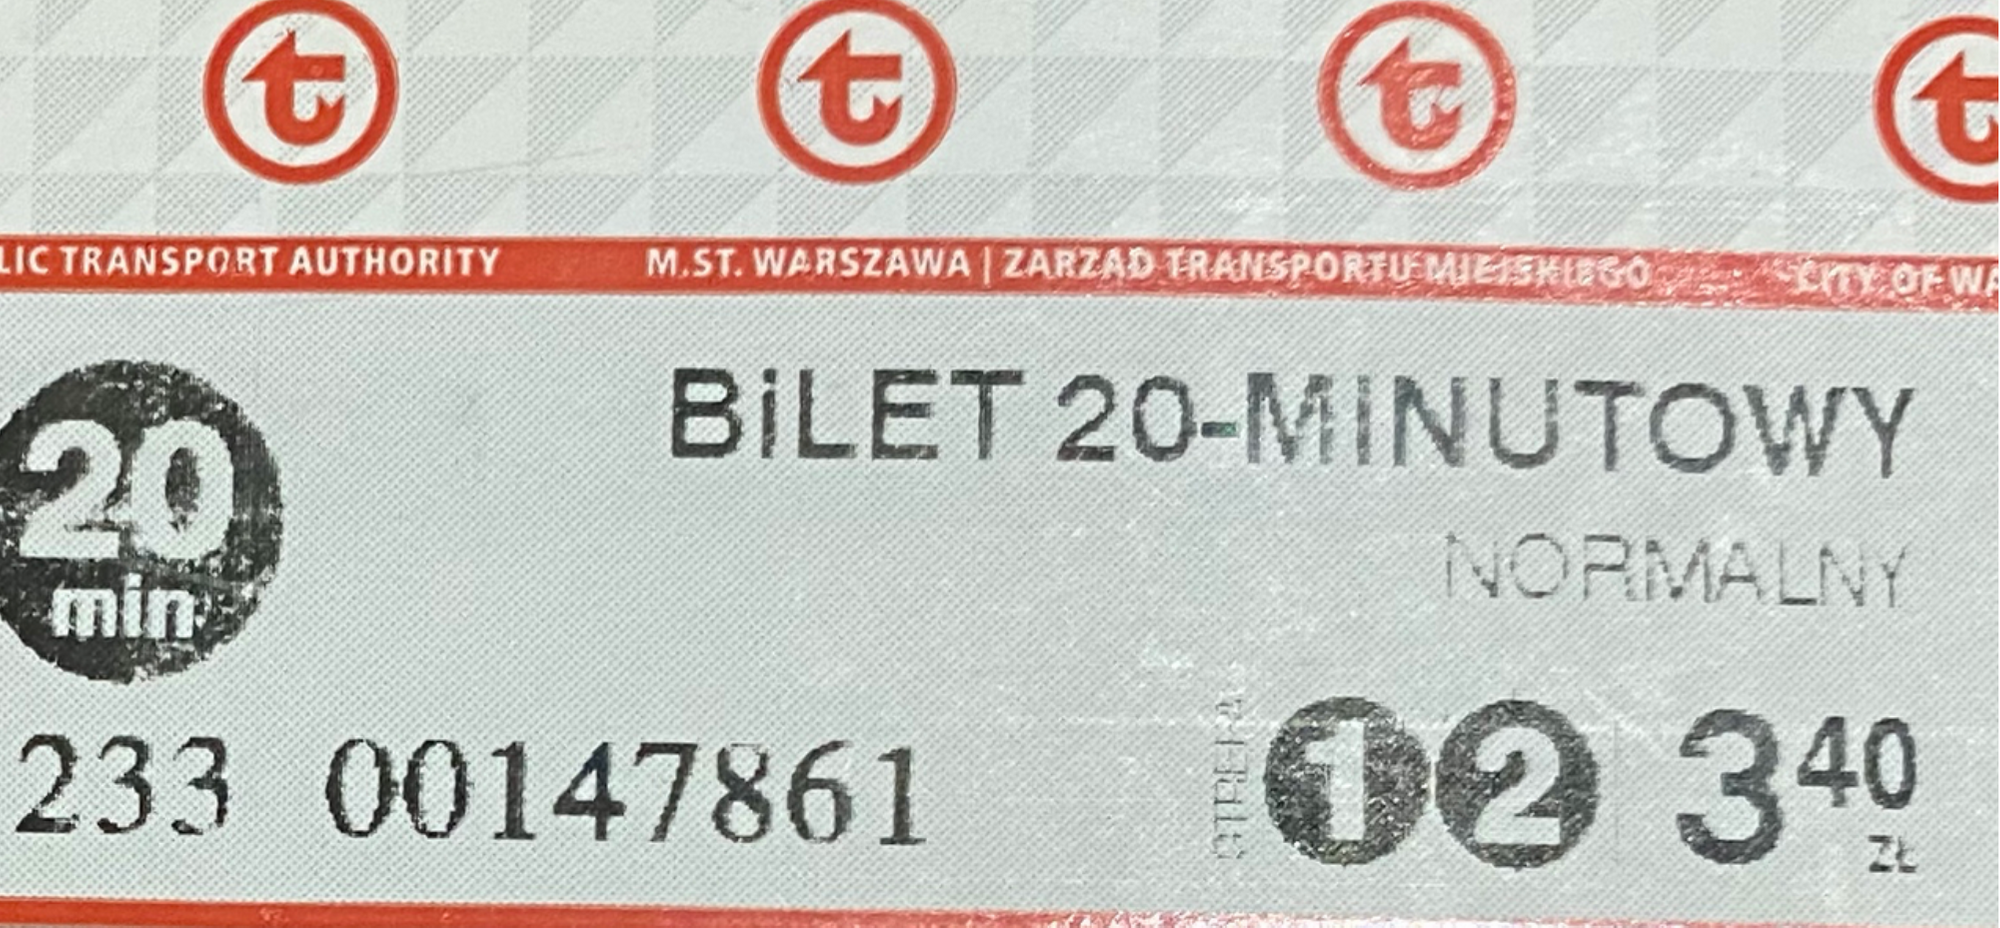 LIC TRANSPORT AUTHORITY M.ST. WARSZAWA | ZARZĄD TRANSPORTU MIEJSKIEGO CITY OF WA
20
min
BiLET 20-MINUTOWY
NORMALNY
233 00147861
STREFA 1 2 3 40 ZŁ